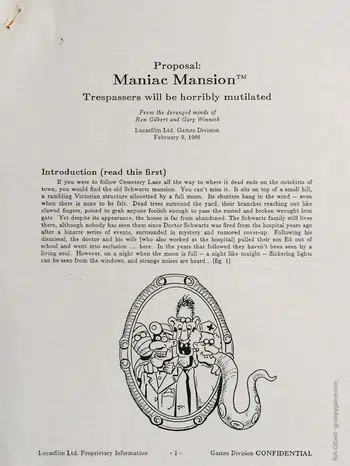 Proposal:
Maniac Mansion™
Trespassers will be horribly mutilated
From the deranged minds of
Ron Gilbert and Gary Winnick
Lucasfilm Ltd. Games Division
February 9, 1986
Introduction (read this first)
If you were to follow Cemetery Lane all the way to where it dead ends on the outskirts of
town, you would find the old Schwartz mansion. You can't miss it. It sits on top of a small hill,
a rambling Victorian structure silouetted by a full moon. Its shutters bang in the wind – even
when there is none to be felt. Dead trees surround the yard, their branches reaching out like
clawed fingers, poised to grab anyone foolish enough to pass the rusted and broken wrought iron
gate. Yet despite its appearance, the house is far from abandoned. The Schwartz family still lives
there, although nobody has seen them since Doctor Schwartz was fired from the hospital years ago
after a bizarre series of events, surrounded in mystery and rumored cover-up. Following his
dismissal, the doctor and his wife (who also worked at the hospital) pulled their son Ed out of
school and went into seclusion .... here. In the years that followed they haven't been seen by a
living soul. However, on a night when the moon is full – a night like tonight – flickering lights
can be seen from the windows, and strange noises are heard... (fig. 1)
Lucasfilm Ltd. Proprietary Information
- 1 -
Games Division CONFIDENTIAL
Ron Gilbert - grumpygamer.com